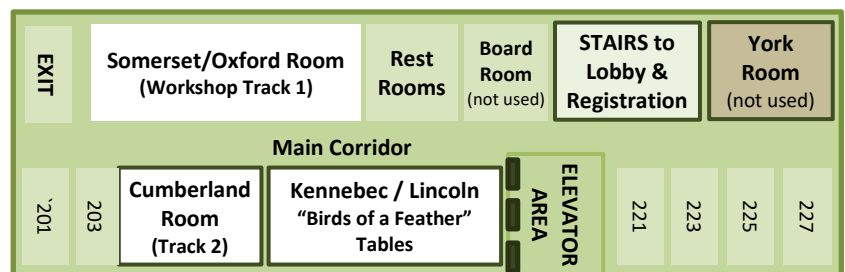 EXIT
Somerset/Oxford Room
(Workshop Track 1)
Rest
Rooms
Board
Room
(not used)
STAIRS to
Lobby &
Registration
York
Room
(not used)
Main Corridor
`201
203
Cumberland
Room
(Track 2)
Kennebec / Lincoln
“Birds of a Feather”
Tables
ELEVATOR
AREA
221
223
225
227